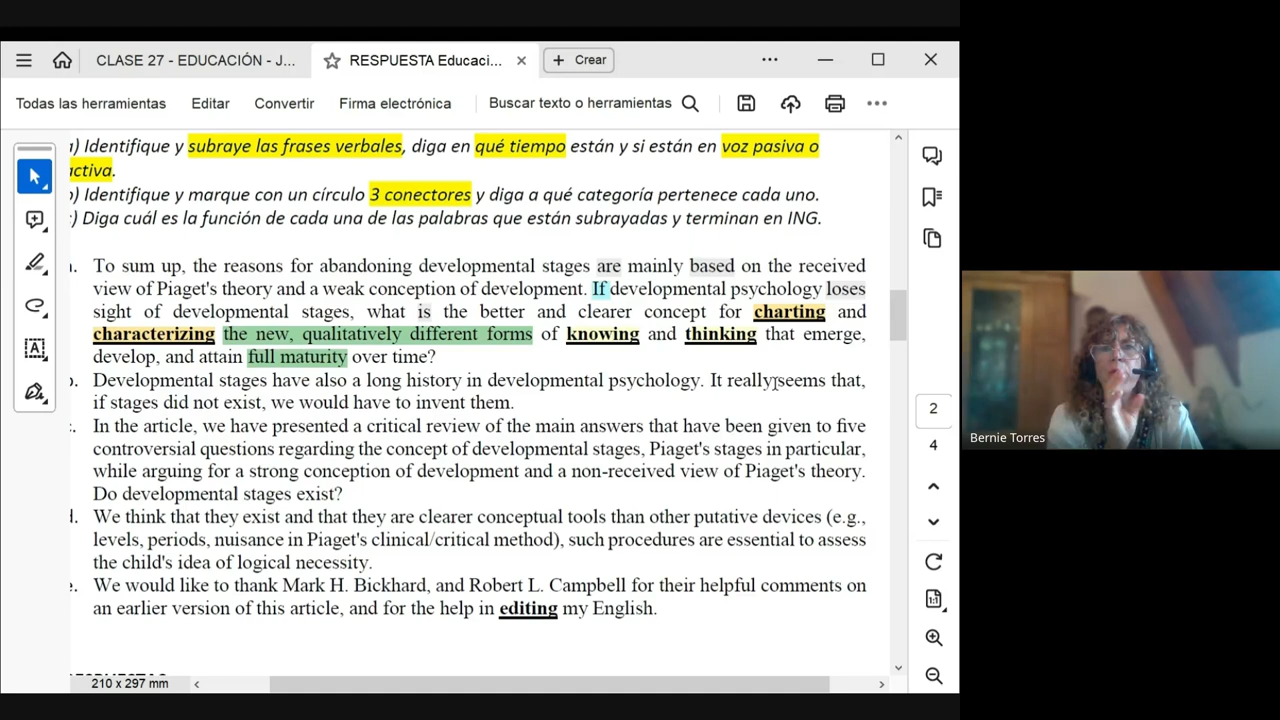 CLASE 27 - EDUCACIÓN - J...
RESPUESTA Educaci...
Crear
Todas las herramientas
Editar
Convertir
Firma electrónica
Buscar texto o herramientas
) Identifique y subraye las frases verbales, diga en qué tiempo están y si están en voz pasiva o
activa.
) Identifique y marque con un círculo 3 conectores y diga a qué categoría pertenece cada uno.
) Diga cuál es la función de cada una de las palabras que están subrayadas y terminan en ING.
. To sum up, the reasons for abandoning developmental stages are mainly based on the received
view of Piaget's theory and a weak conception of development. If developmental psychology loses
sight of developmental stages, what is the better and clearer concept for charting and
characterizing the new, qualitatively different forms of knowing and thinking that emerge,
develop, and attain full maturity over time?
. Developmental stages have also a long history in developmental psychology. It really seems that,
if stages did not exist, we would have to invent them.
. In the article, we have presented a critical review of the main answers that have been given to five
controversial questions regarding the concept of developmental stages, Piaget's stages in particular,
while arguing for a strong conception of development and a non-received view of Piaget's theory.
Do developmental stages exist?
. We think that they exist and that they are clearer conceptual tools than other putative devices (e.g.,
levels, periods, nuisance in Piaget's clinical/critical method), such procedures are essential to assess
the child's idea of logical necessity.
. We would like to thank Mark H. Bickhard, and Robert L. Campbell for their helpful comments on
an earlier version of this article, and for the help in editing my English.
210 x 297 mm
2
4
Bernie Torres